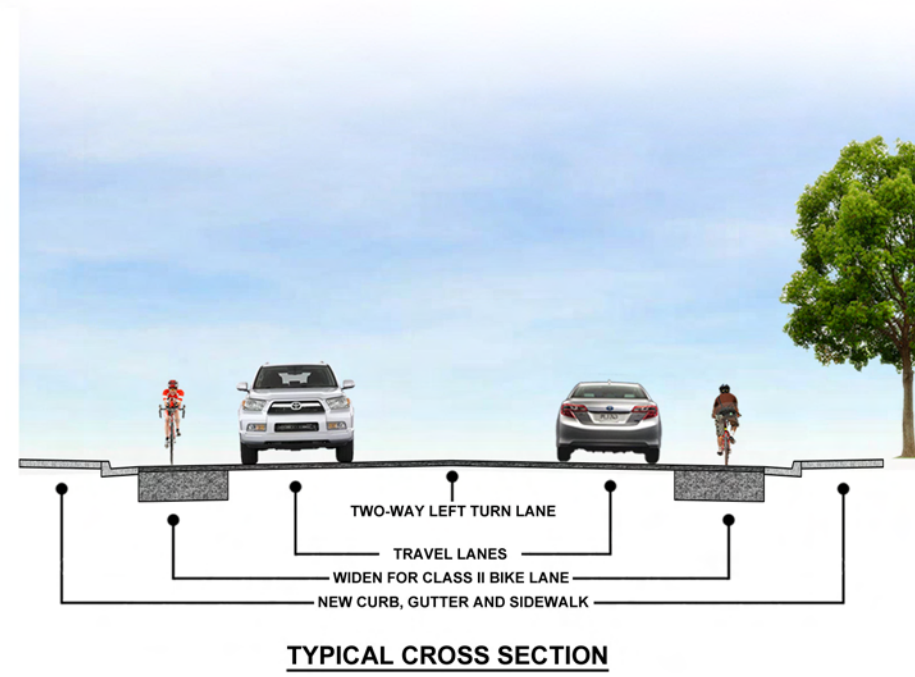 TWO-WAY LEFT TURN LANE
TRAVEL LANES
WIDEN FOR CLASS II BIKE LANE
NEW CURB, GUTTER AND SIDEWALK
TYPICAL CROSS SECTION